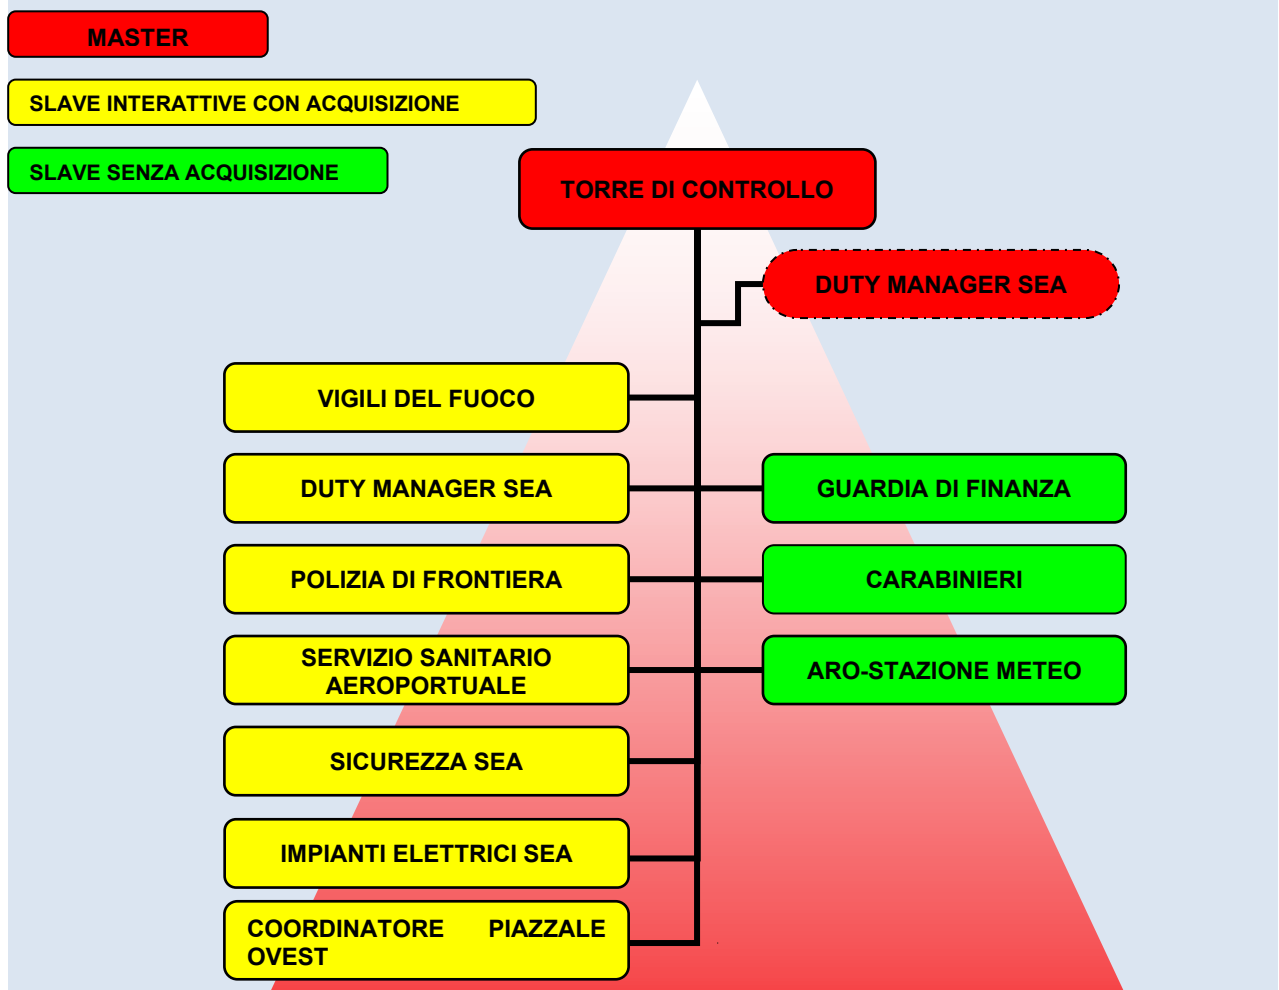 MASTER
SLAVE INTERATTIVE CON ACQUISIZIONE
SLAVE SENZA ACQUISIZIONE
TORRE DI CONTROLLO
DUTY MANAGER SEA
VIGILI DEL FUOCO
DUTY MANAGER SEA
GUARDIA DI FINANZA
POLIZIA DI FRONTIERA
CARABINIERI
SERVIZIO SANITARIO
AEROPORTUALE
ARO-STAZIONE METEO
SICUREZZA SEA
IMPIANTI ELETTRICI SEA
COORDINATORE PIAZZALE
OVEST